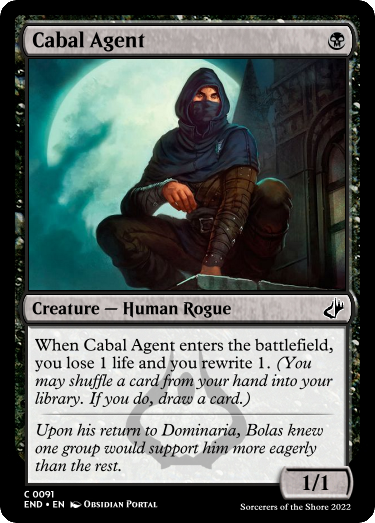 Cabal Agent
Creature — Human Rogue
When Cabal Agent enters the battlefield,
you lose 1 life and you rewrite 1. (You
may shuffle a card from your hand into your
library. If you do, draw a card.)
Upon his return to Dominaria, Bolas knew
one group would support him more eagerly
than the rest.
1/1
C 0091
END • EN Obsidian Portal
Sorcerers of the Shore 2022